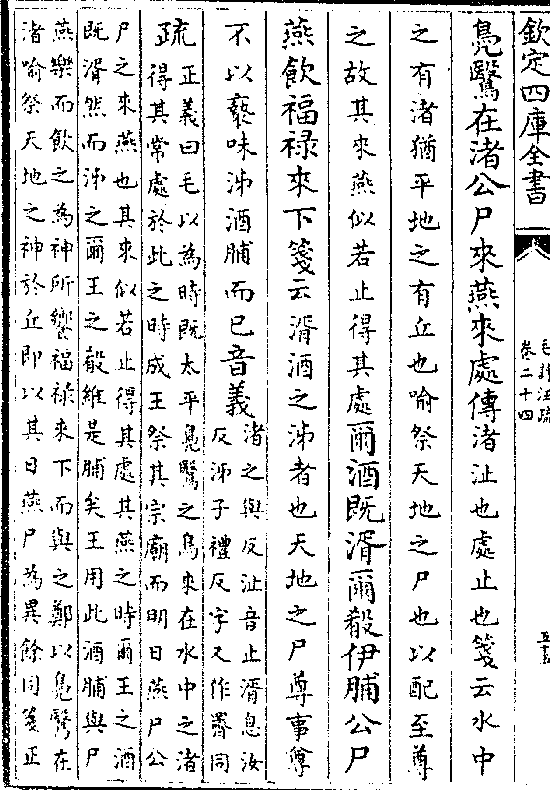 欽定四庫全書
毛詩注疏
卷二十四
鳧鷖在渚公尸來燕來處傳渚沚也處止也箋云水中
之有渚猶平地之有丘也喻祭天地之尸也以配至尊
之故其來燕似若止得其處爾酒既湑爾殽伊脯公尸
燕飲福禄來下箋云湑酒之泲者也天地之尸尊事尊
不以褻味泲酒脯而已音義渚之與反沚音止湑息汝
反泲子禮反字又作𪗋同
疏正義曰毛以為時既太平鳧鷖之鳥來在水中之渚
得其常處於此之時成王祭其宗廟而明日燕尸公
尸之來燕也其來似若止得其處其燕之時爾王之酒
既湑然而泲之爾王之殽維是脯矣王用此酒脯與尸
燕樂而飲之為神所饗福禄來下而與之鄭以鳧鷖在
渚喻祭天地之神於丘即以其日燕尸為異餘同箋正